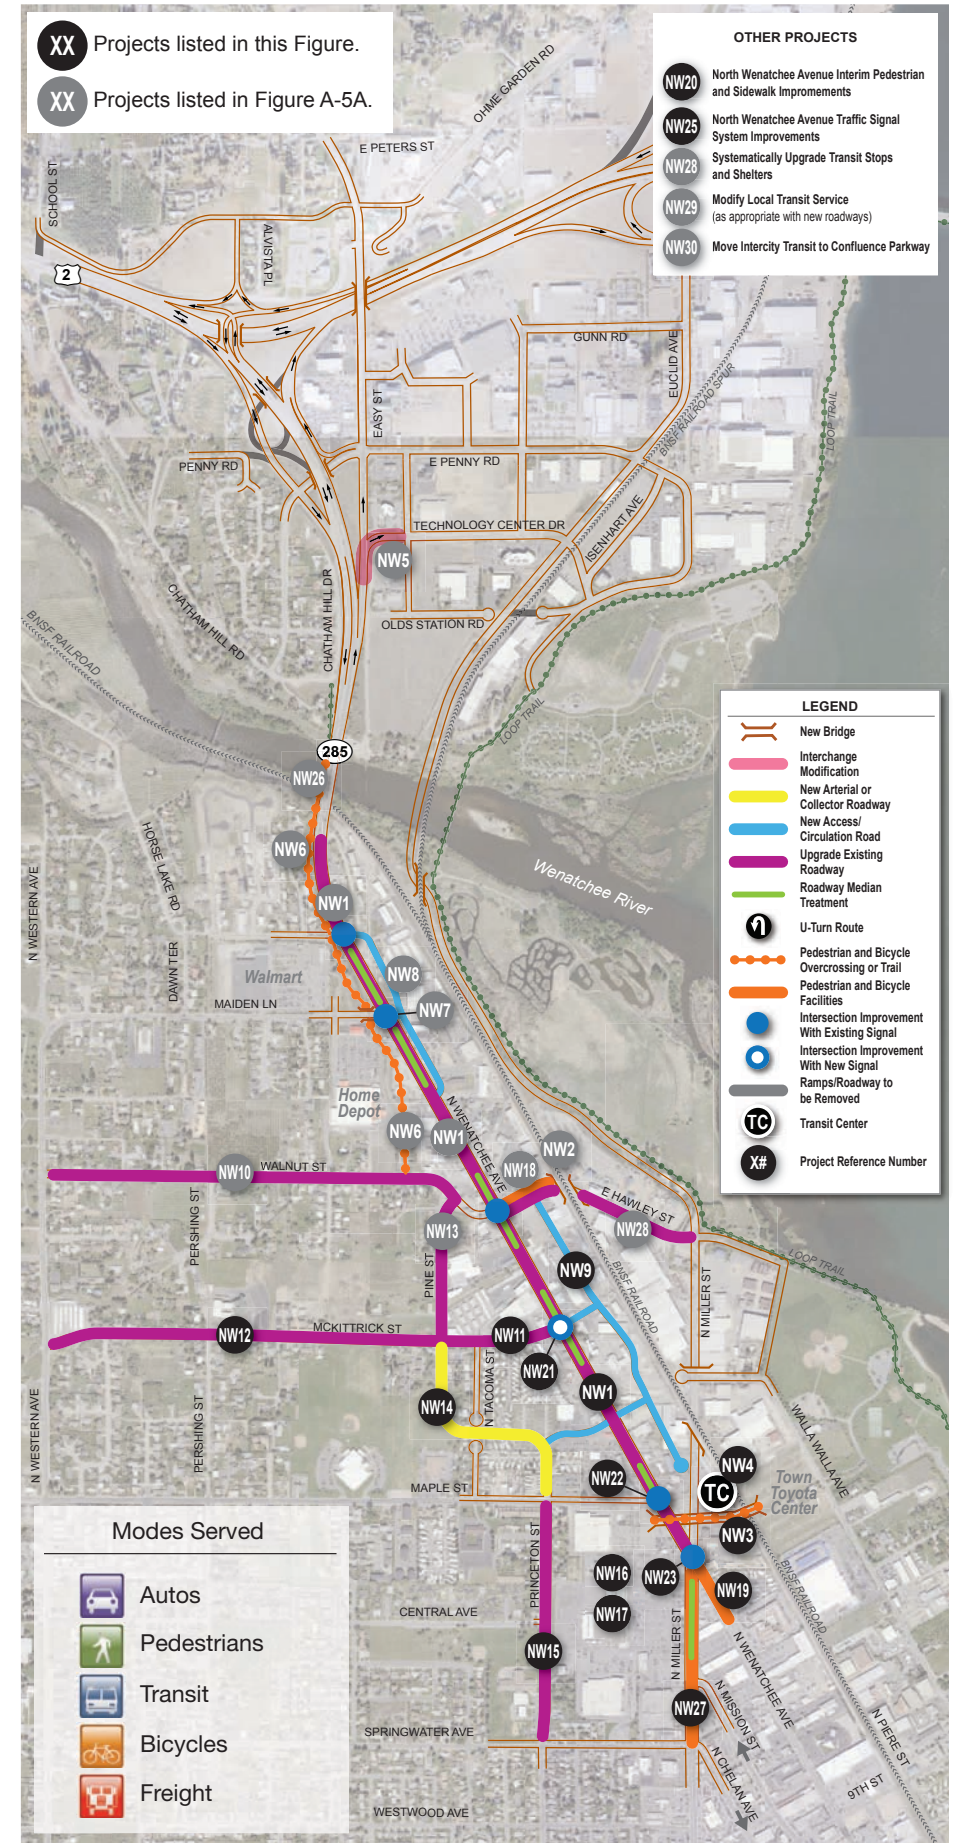 XX Projects listed in this Figure.
XX Projects listed in Figure A-5A.
OTHER PROJECTS
NW20 North Wenatchee Avenue Interim Pedestrian
and Sidewalk Impromements
NW25 North Wenatchee Avenue Traffic Signal
System Improvements
NW28 Systematically Upgrade Transit Stops
and Shelters
NW29 Modify Local Transit Service
(as appropriate with new roadways)
NW30 Move Intercity Transit to Confluence Parkway
OHME GARDEN RD
E PETERS ST
SCHOOL ST
ALVISTA PL
2
GUNN RD
EUCLID AVE
BNSF RAILROAD SPUR
LOOP TRAIL
EASY ST
PENNY RD
E PENNY RD
TECHNOLOGY CENTER DR
ISENHART AVE
NW5
CHATHAM HILL DR
CHATHAM HILL RD
OLDS STATION RD
BNSF RAILROAD
LOOP TRAIL
285
NW26
NW6
HORSE LAKE RD
N WESTERN AVE
Wenatchee River
NW1
DAWN TER
Walmart
NW8
MAIDEN LN
NW7
Home
Depot
N WENATCHEE AVE
NW6
NW1
NW2
NW18
NW10
WALNUT ST
E HAWLEY ST
NW28
PERSHING ST
NW13
PINE ST
LOOP TRAIL
NW9
BNSF RAILROAD
N MILLER ST
NW12
MCKITTRICK ST
NW11
NW21
N TACOMA ST
NW1
NW14
N WESTERN AVE
PERSHING ST
WALLA WALLA AVE
NW4
NW22
TC
Town
Toyota
Center
MAPLE ST
NW3
PRINCETON ST
NW16
NW23
NW19
BNSF RAILROAD
CENTRAL AVE
NW17
NW15
N MILLER ST
N WENATCHEE AVE
NW27
N MISSION ST
N PIERE ST
SPRINGWATER AVE
N CHELAN AVE
9TH ST
WESTWOOD AVE
LEGEND
New Bridge
Interchange
Modification
New Arterial or
Collector Roadway
New Access/
Circulation Road
Upgrade Existing
Roadway
Roadway Median
Treatment
U-Turn Route
Pedestrian and Bicycle
Overcrossing or Trail
Pedestrian and Bicycle
Facilities
Intersection Improvement
With Existing Signal
Intersection Improvement
With New Signal
Ramps/Roadway to
be Removed
TC Transit Center
X# Project Reference Number
Modes Served
Autos
Pedestrians
Transit
Bicycles
Freight